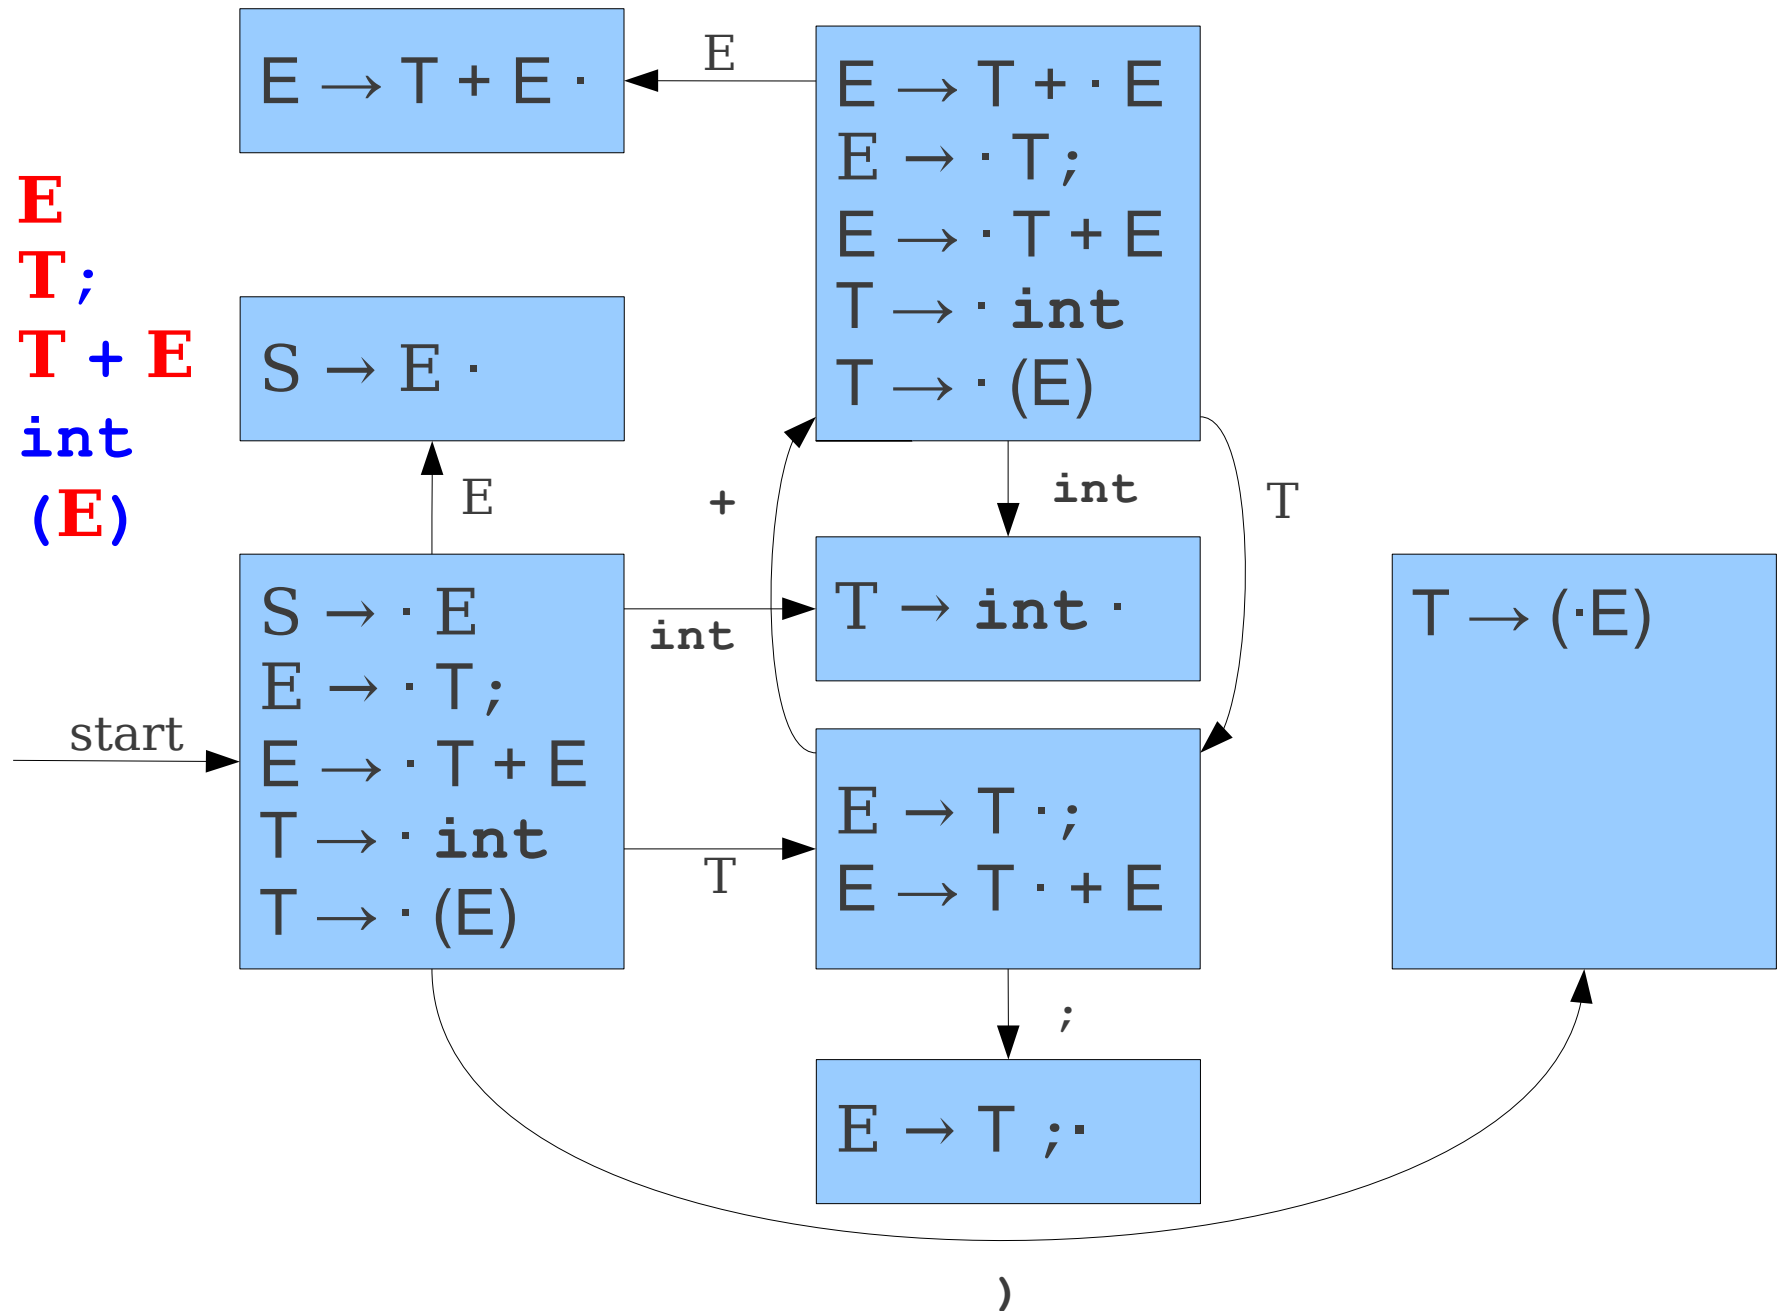 E → T + E ·
E
E → T + · E
E → · T ;
E → · T + E
T → · int
T → · (E)
E
T ;
T + E
int
(E)
S → E ·
E
+
int
T
S → · E
E → · T ;
E → · T + E
T → · int
T → · (E)
start
int
T → int ·
T
E → T · ;
E → T · + E
T → (·E)
;
E → T ; ·
)